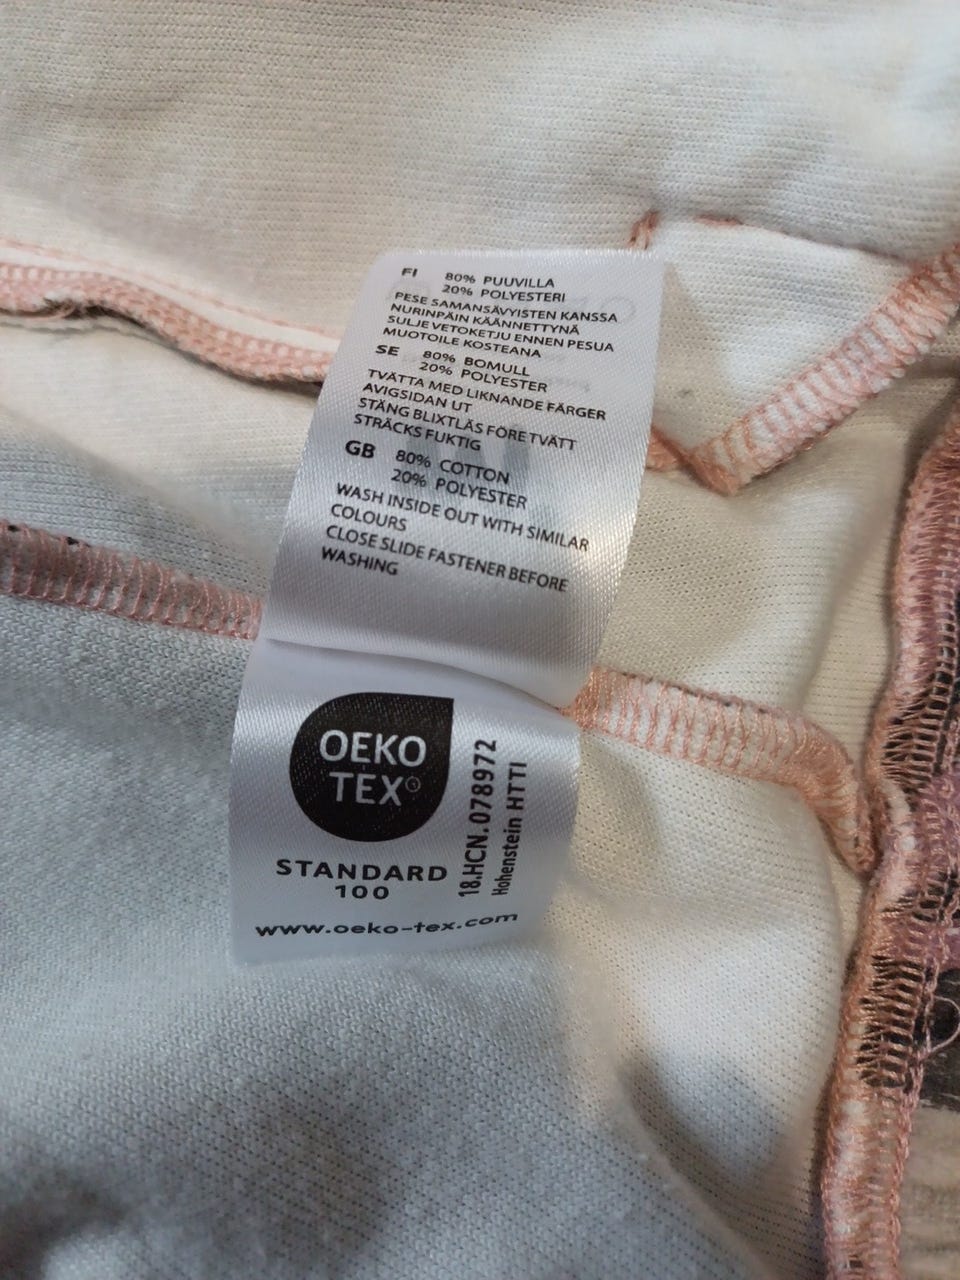 FI 80% PUUVILLA
20% POLYESTERI
PESE SAMANSÄVYISTEN KANSSA
NURINPÄIN KÄÄNNETTYNÄ
SULJE VETOKETJU ENNEN PESUA
MUOTOILE KOSTEANA
SE 80% BOMULL
20% POLYESTER
TVÄTTA MED LIKNANDE FÄRGER
AVIGSIDAN UT
STÄNG BLIXTLÅS FÖRE TVÄTT
STRÄCKS FUKTIG
GB 80% COTTON
20% POLYESTER
WASH INSIDE OUT WITH SIMILAR
COLOURS
CLOSE SLIDE FASTENER BEFORE
WASHING
OEKO
TEX®
STANDARD
100
18.HCN.078972
Hohenstein HTTI
www.oeko-tex.com